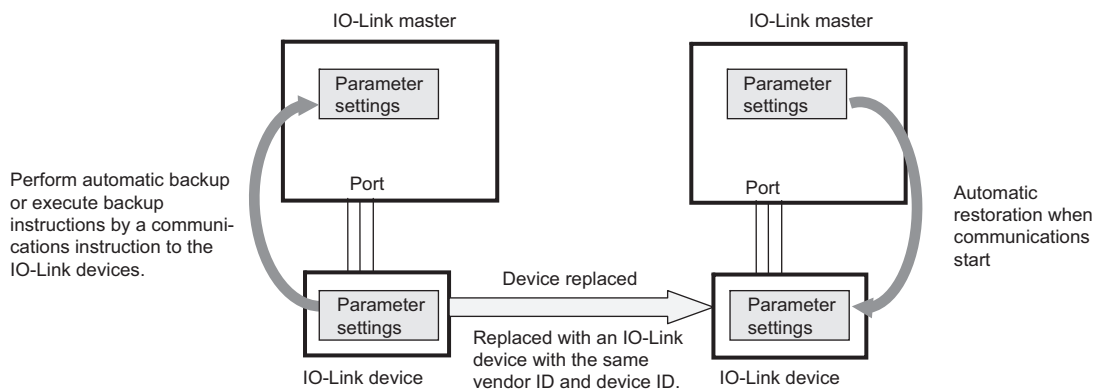 IO-Link master
Parameter
settings
Port
Perform automatic backup
or execute backup
instructions by a communi-
cations instruction to the
IO-Link devices.
Parameter
settings
IO-Link device
Device replaced
Replaced with an IO-Link
device with the same
vendor ID and device ID.
IO-Link master
Parameter
settings
Port
Automatic
restoration when
communications
start
Parameter
settings
IO-Link device